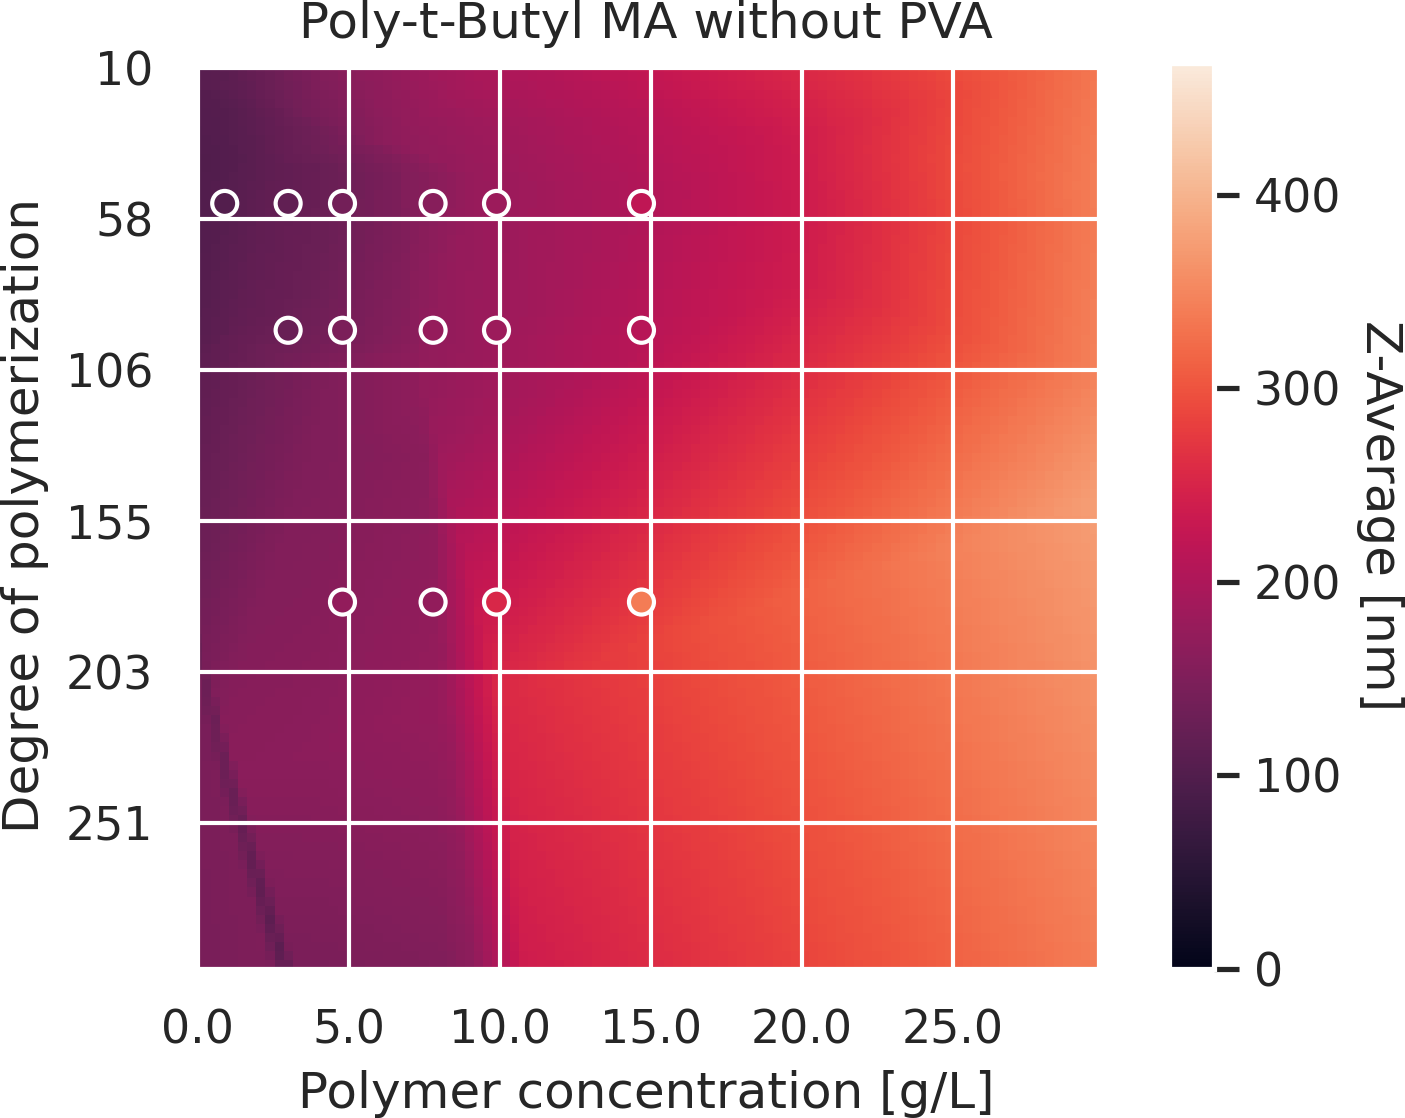 Poly-t-Butyl MA without PVA
10
58
106
155
203
251
Degree of polymerization
0.0 5.0 10.0 15.0 20.0 25.0
Polymer concentration [g/L]
400
300
200
100
0
Z-Average [nm]